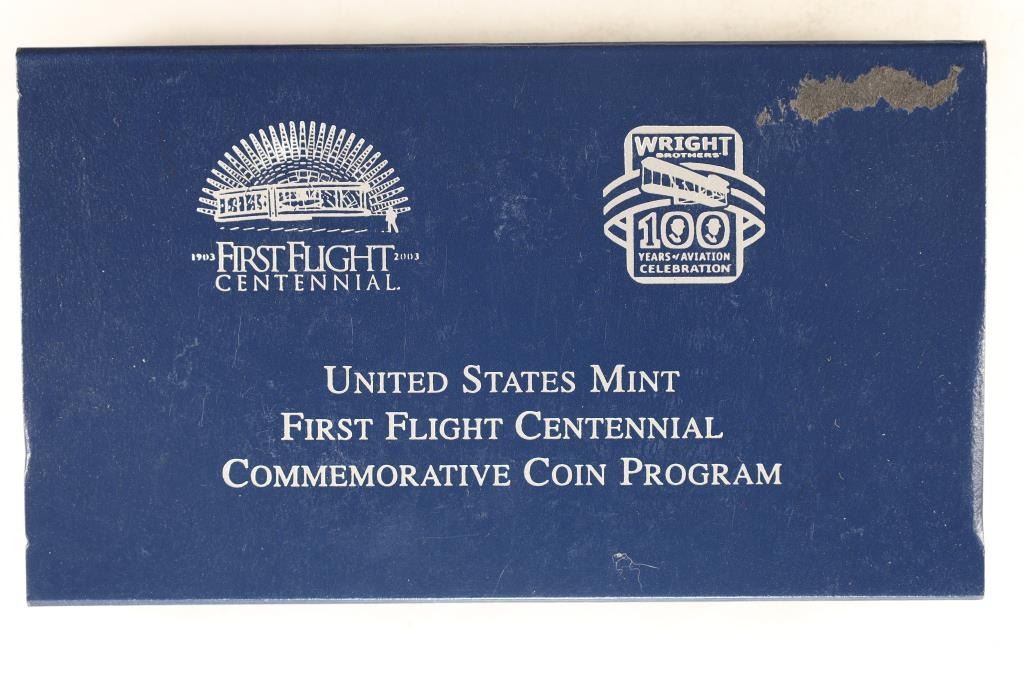 1903 FIRST FLIGHT 2003
CENTENNIAL.
WRIGHT
BROTHERS'
100
YEARS of AVIATION
CELEBRATION
UNITED STATES MINT
FIRST FLIGHT CENTENNIAL
COMMEMORATIVE COIN PROGRAM